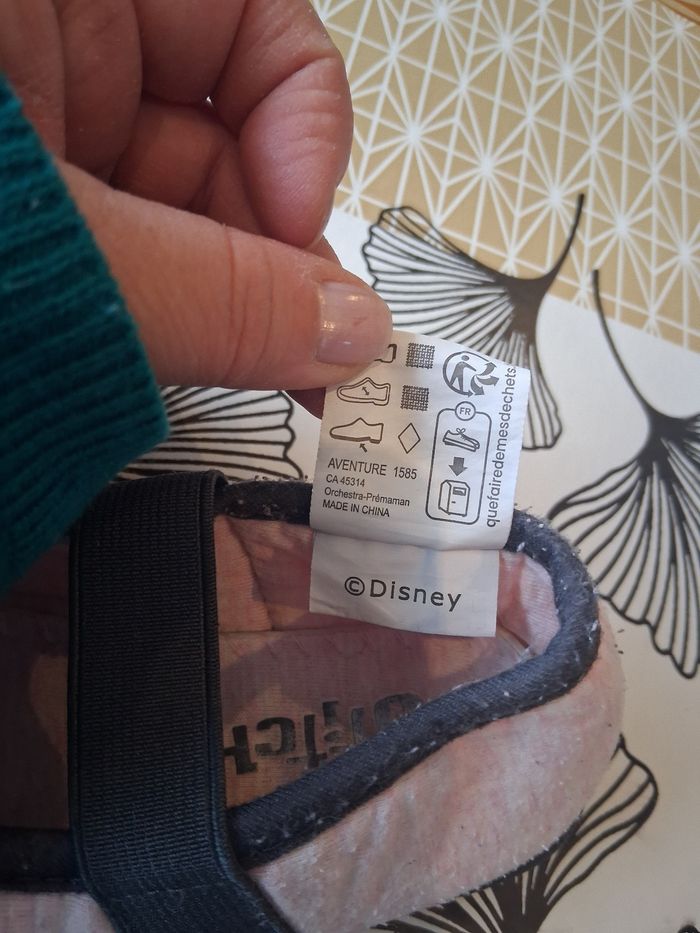 AVENTURE 1585
CA 45314
Orchestra-Prémaman
MADE IN CHINA
FR
quefairedemesdechets.
©Disney